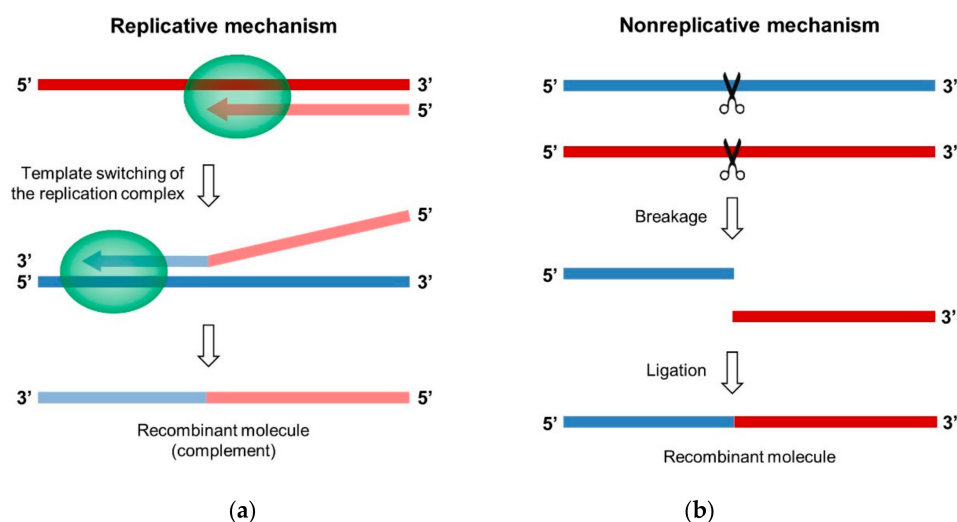 Replicative mechanism
5’ 3’
5’
Template switching of
the replication complex
5’
3’
5’ 3’
3’ 5’
Recombinant molecule
(complement)
(a)
Nonreplicative mechanism
5’ 3’
5’ 3’
Breakage
5’
3’
Ligation
5’ 3’
Recombinant molecule
(b)